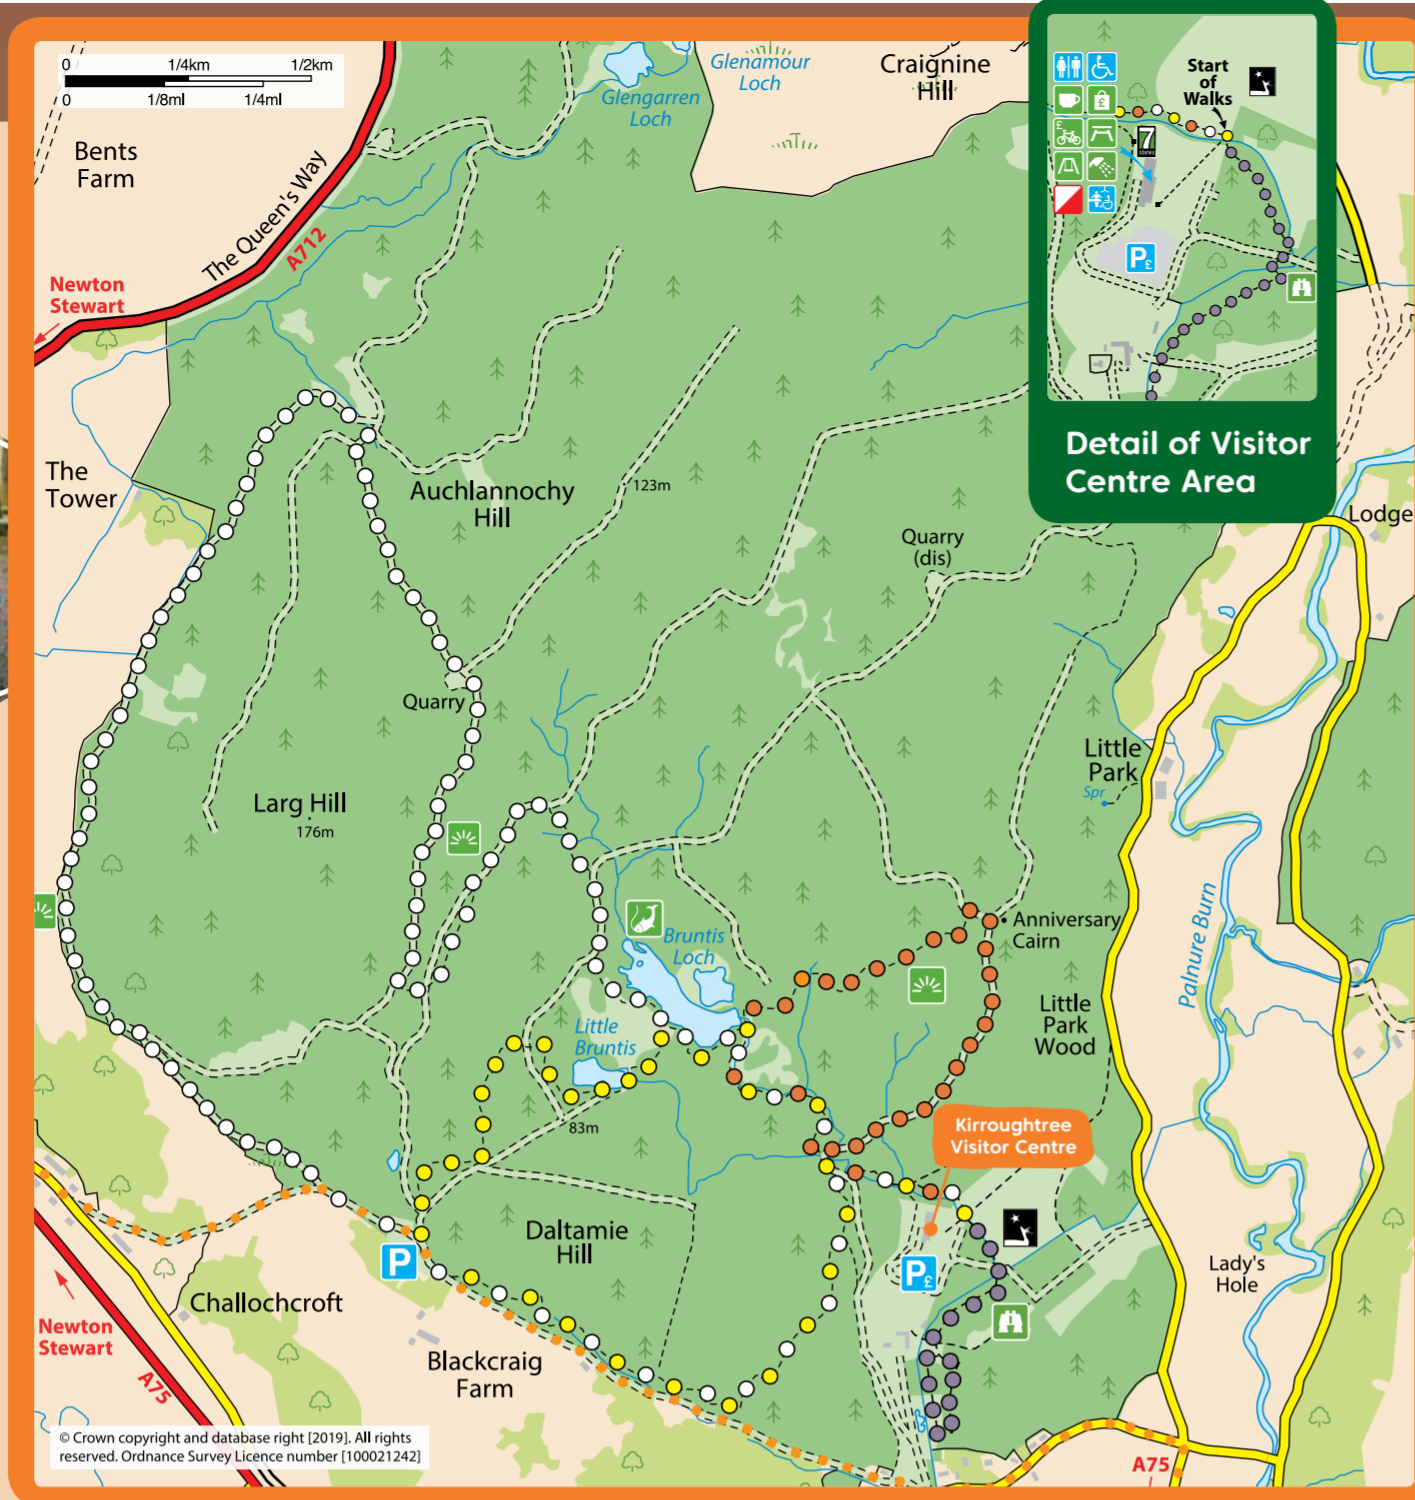 0 1/4km 1/2km
0 1/8ml 1/4ml
Bents
Farm
The Queen's Way
A712
Newton
Stewart
Glengarren
Loch
Glenamour
Loch
Craignine
Hill
Start
of
Walks
£
£
7
P£
Detail of Visitor
Centre Area
The
Tower
Auchlannochy
Hill
123m
Quarry
(dis)
Lodge
Quarry
Larg Hill
176m
Little
Park
Spr
Palnure Burn
Bruntis
Loch
Anniversary
Cairn
Little
Bruntis
Little
Park
Wood
83m
Kirroughtree
Visitor Centre
Daltamie
Hill
P
P£
Lady's
Hole
Challochcroft
Newton
Stewart
A75
Blackcraig
Farm
© Crown copyright and database right [2019]. All rights
reserved. Ordnance Survey Licence number [100021242]
A75